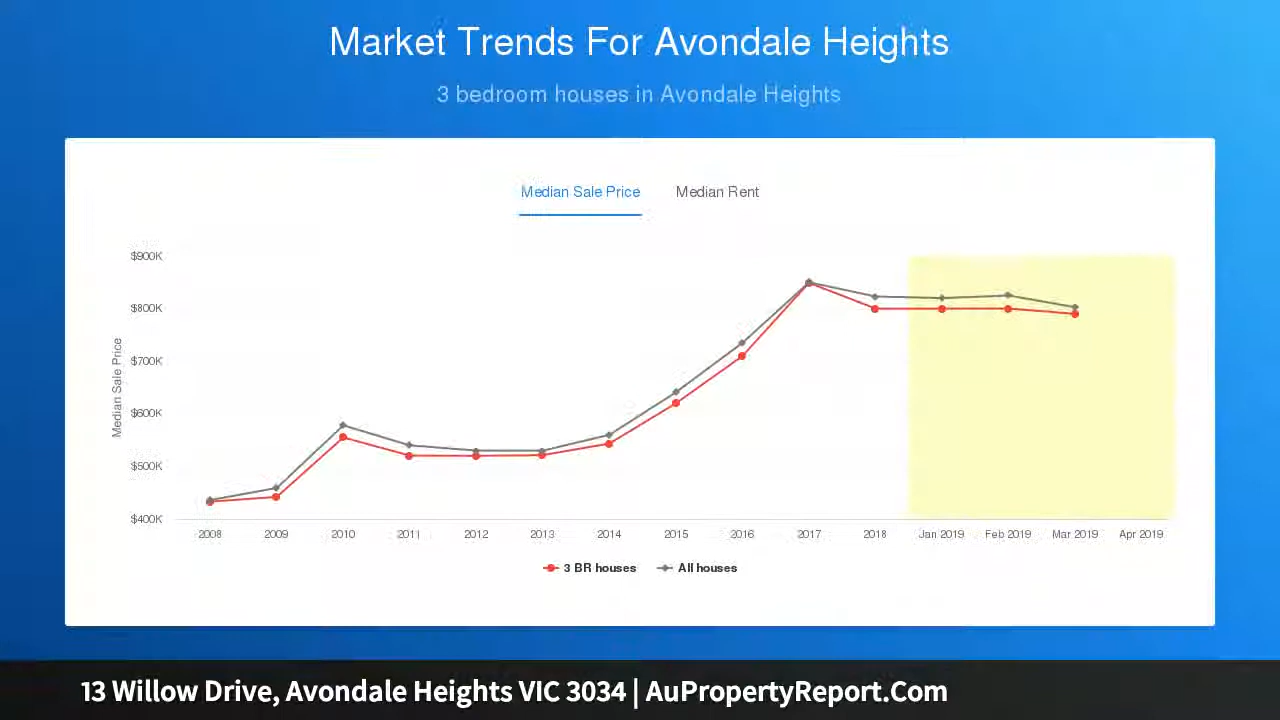 Market Trends For Avondale Heights
3 bedroom houses in Avondale Heights
Median Sale Price Median Rent
Median Sale Price
$900K
$800K
$700K
$600K
$500K
$400K
2008 2009 2010 2011 2012 2013 2014 2015 2016 2017 2018 Jan 2019 Feb 2019 Mar 2019 Apr 2019
3 BR houses All houses
13 Willow Drive, Avondale Heights VIC 3034 | AuPropertyReport.Com